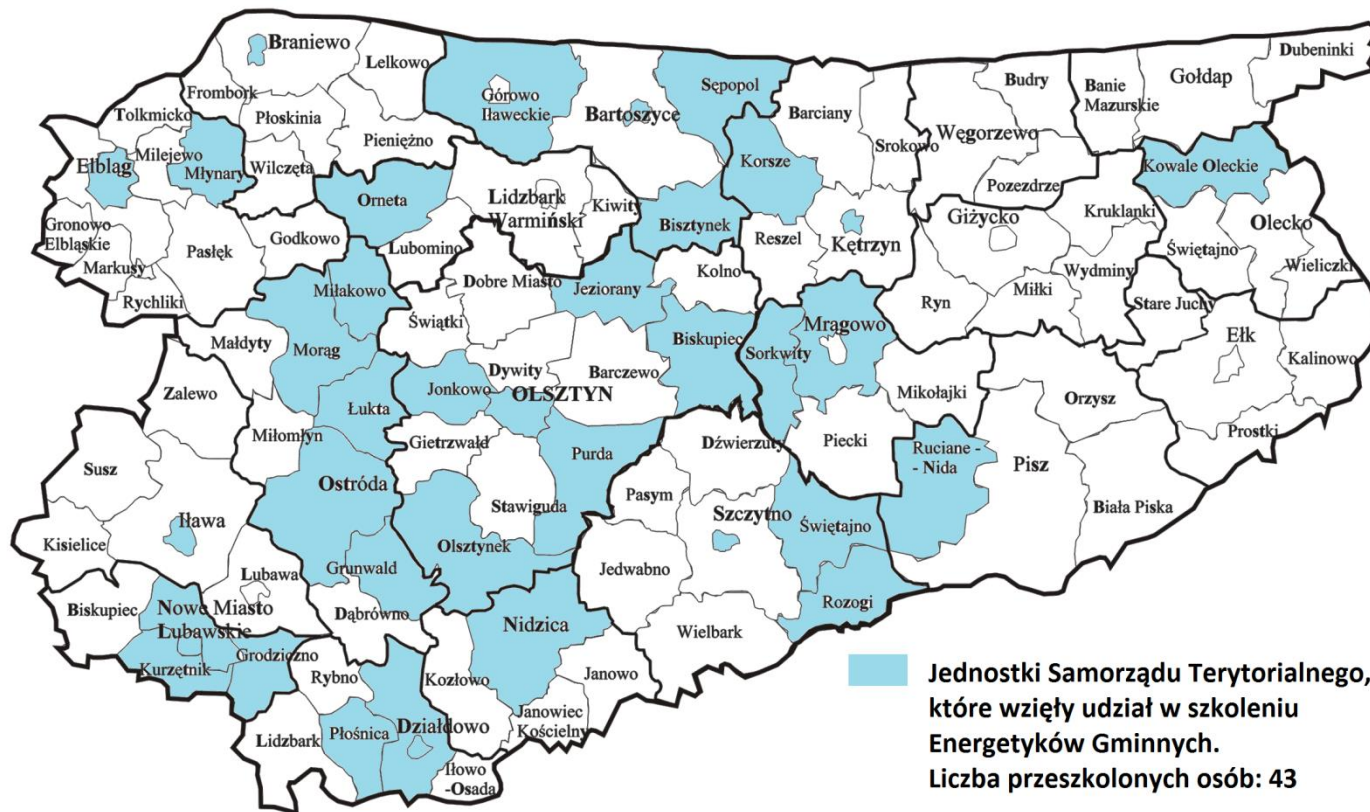 Braniewo
Lelkowo
Dubeninki
Frombork
Górowo
Iławeckie
Sępopol
Budry
Banie
Mazurskie
Gołdap
Tolkmicko
Płoskinia
Bartoszyce
Barciany
Węgorzewo
Elbląg
Milejewo
Pieniężno
Korsze
Srokowo
Młynary
Wilczęta
Kowale Oleckie
Pozezdrze
Orneta
Lidzbark
Warmiński
Kiwity
Bisztynek
Giżycko
Kruklanki
Gronowo
Elbląskie
Pasłęk
Godkowo
Lubomino
Reszel
Kętrzyn
Olecko
Świętajno
Markusy
Kolno
Wydminy
Wieliczki
Rychliki
Miłakowo
Dobre Miasto
Jeziorany
Ryn
Miłki
Stare Juchy
Świątki
Mrągowo
Małdyty
Morąg
Biskupiec
Sorkwity
Ełk
Kalinowo
Zalewo
Dywity
Barczewo
Jonkowo
OLSZTYN
Mikołajki
Orzysz
Łukta
Miłomłyn
Gietrzwałd
Dźwierzuty
Piecki
Prostki
Susz
Purda
Ruciane -
- Nida
Pisz
Ostróda
Stawiguda
Pasym
Szczytno
Biała Piska
Iława
Świętajno
Kisielice
Olsztynek
Grunwald
Jedwabno
Lubawa
Biskupiec
Nowe Miasto
Lubawskie
Dąbrówno
Rozogi
Nidzica
Wielbark
Grodziczno
Kurzętnik
Rybno
Kozłowo
Janowo
Działdowo
Janowiec
Kościelny
Płośnica
Lidzbark
Iłowo
-Osada
Jednostki Samorządu Terytorialnego,
które wzięły udział w szkoleniu
Energetyków Gminnych.
Liczba przeszkolonych osób: 43